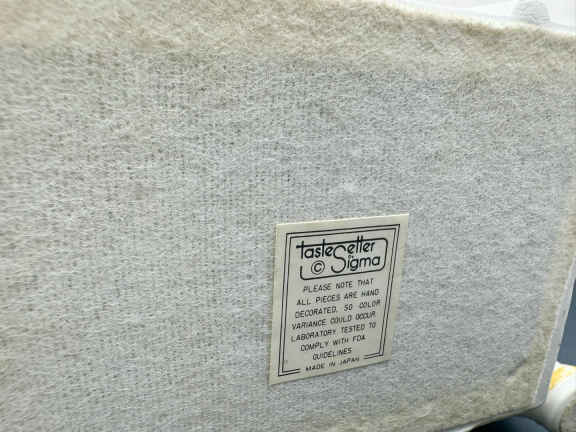 tasteSetter
© by Sigma
PLEASE NOTE THAT
ALL PIECES ARE HAND
DECORATED, SO COLOR
VARIANCE COULD OCCUR.
LABORATORY TESTED TO
COMPLY WITH FDA
GUIDELINES.
MADE IN JAPAN